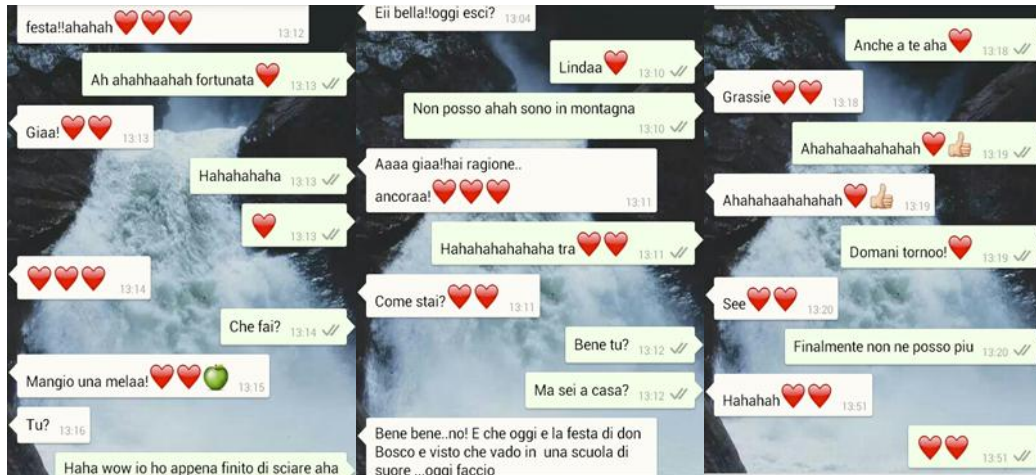 festa!!ahahah❤❤❤ 13:12
Ah ahahhaahah fortunata❤ 13:13
Giaa!❤❤ 13:13
Hahahahaha 13:13
❤ 13:13
❤❤❤ 13:14
Che fai? 13:14
Mangio una melaa!❤❤🍏 13:15
Tu? 13:16
Haha wow io ho appena finito di sciare aha
Eii bella!!oggi esci? 13:04
Lindaa❤ 13:10
Non posso ahah sono in montagna
13:10
Aaaa giaa!hai ragione..
ancoraa!❤❤❤ 13:11
Hahahahahahaha tra❤❤ 13:11
Come stai?❤❤ 13:11
Bene tu? 13:12
Ma sei a casa? 13:12
Bene bene..no! E che oggi e la festa di don
Bosco e visto che vado in una scuola di
suore ...oggi faccio
Anche a te aha❤ 13:18
Grassie❤❤ 13:18
Ahahahaahahahah❤👍 13:19
Ahahahaahahahah❤👍 13:19
Domani tornoo!❤ 13:19
See❤❤ 13:20
Finalmente non ne posso piu 13:20
Hahahah❤❤ 13:51
❤❤ 13:51